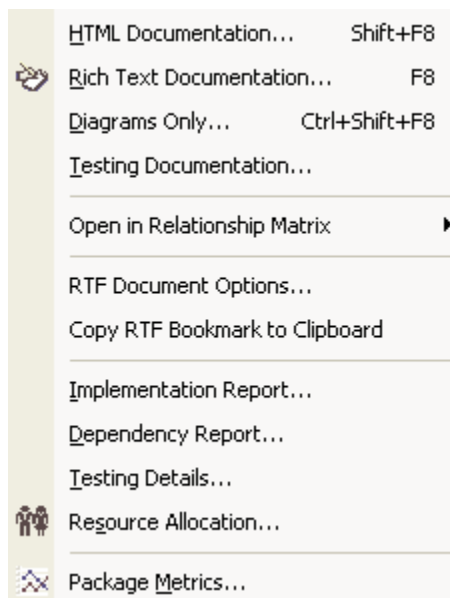 HTML Documentation... Shift+F8
Rich Text Documentation... F8
Diagrams Only... Ctrl+Shift+F8
Testing Documentation...
Open in Relationship Matrix
RTF Document Options...
Copy RTF Bookmark to Clipboard
Implementation Report...
Dependency Report...
Testing Details...
Resource Allocation...
Package Metrics...